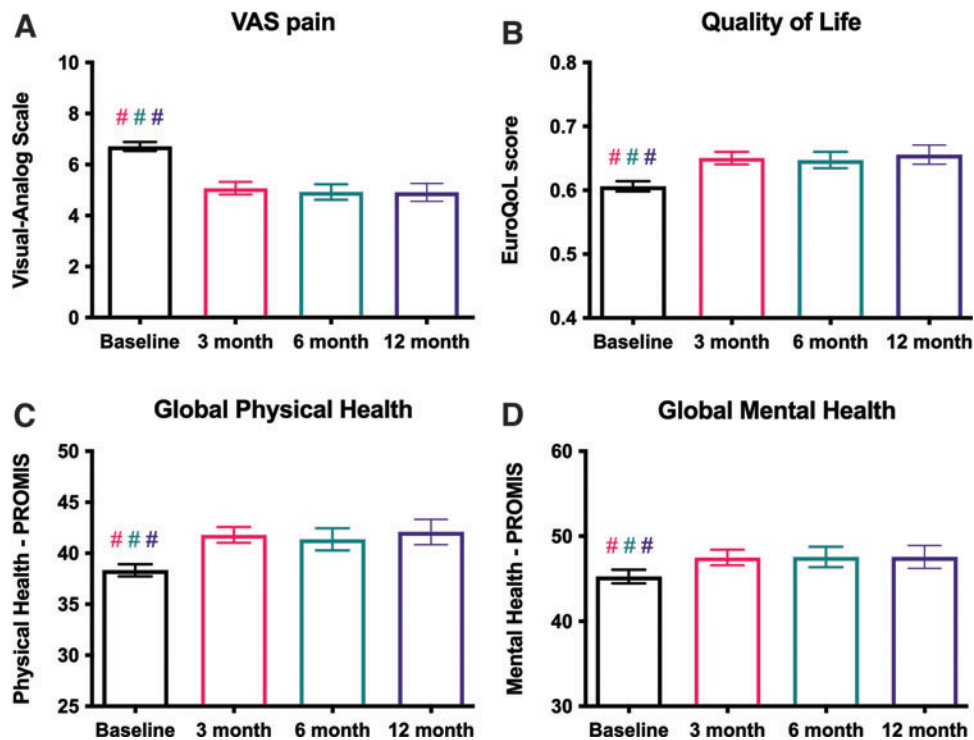 A
VAS pain
Visual-Analog Scale
10
8
6
4
2
0
# # #
Baseline
3 month
6 month
12 month
B
Quality of Life
EuroQoL score
0.8
0.7
0.6
0.5
0.4
# # #
Baseline
3 month
6 month
12 month
C
Global Physical Health
Physical Health - PROMIS
50
45
40
35
30
25
# # #
Baseline
3 month
6 month
12 month
D
Global Mental Health
Mental Health - PROMIS
60
50
40
30
# # #
Baseline
3 month
6 month
12 month